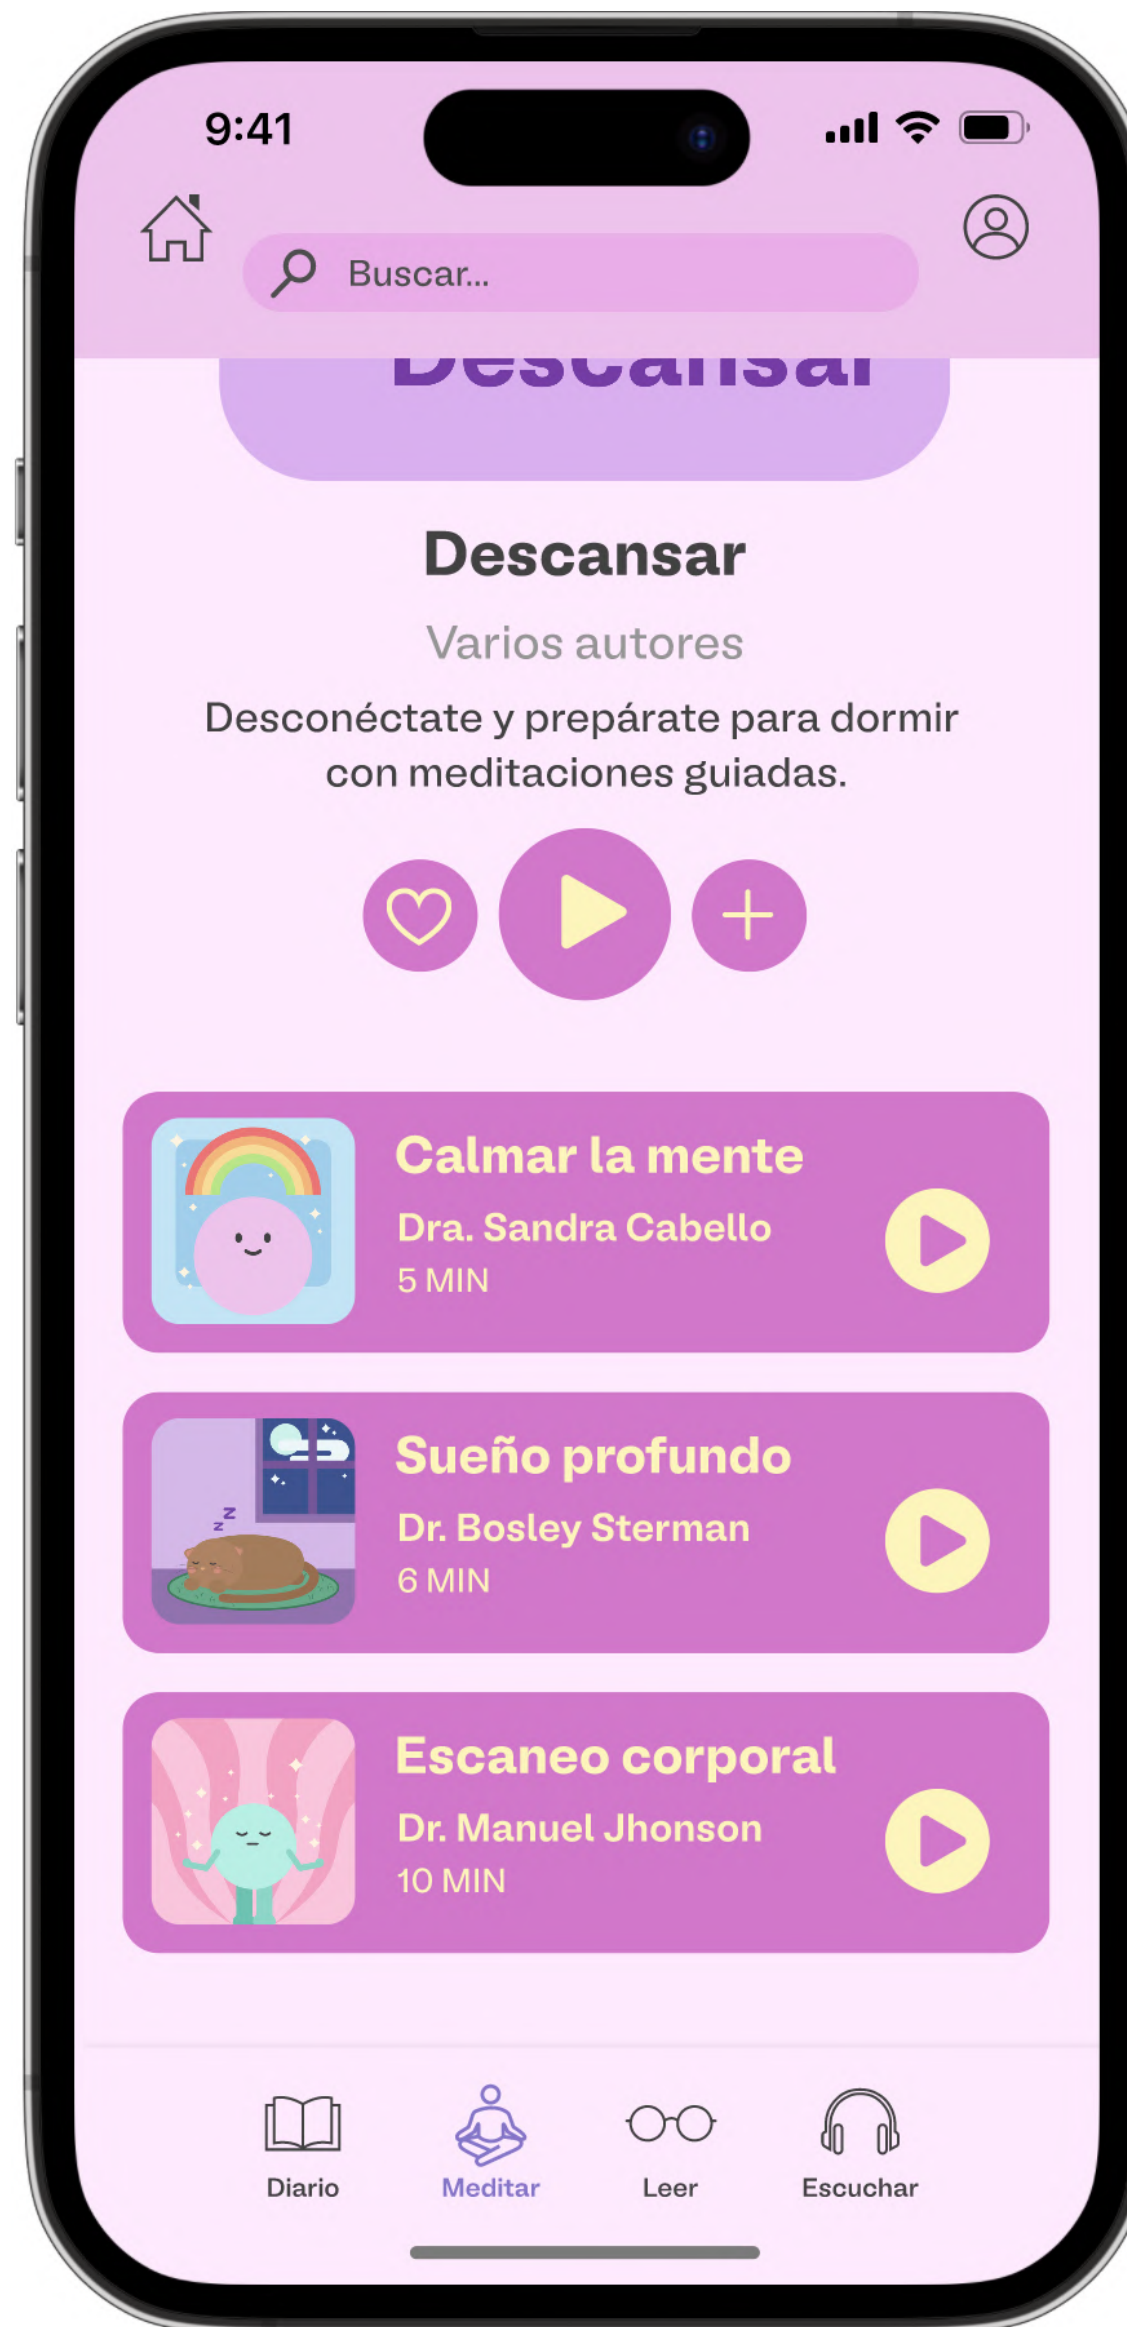 9:41
Buscar...
Descansar
Descansar
Varios autores
Desconéctate y prepárate para dormir
con meditaciones guiadas.
Calmar la mente
Dra. Sandra Cabello
5 MIN
z
z
Sueño profundo
Dr. Bosley Sterman
6 MIN
Escaneo corporal
Dr. Manuel Jhonson
10 MIN
Diario
Meditar
Leer
Escuchar